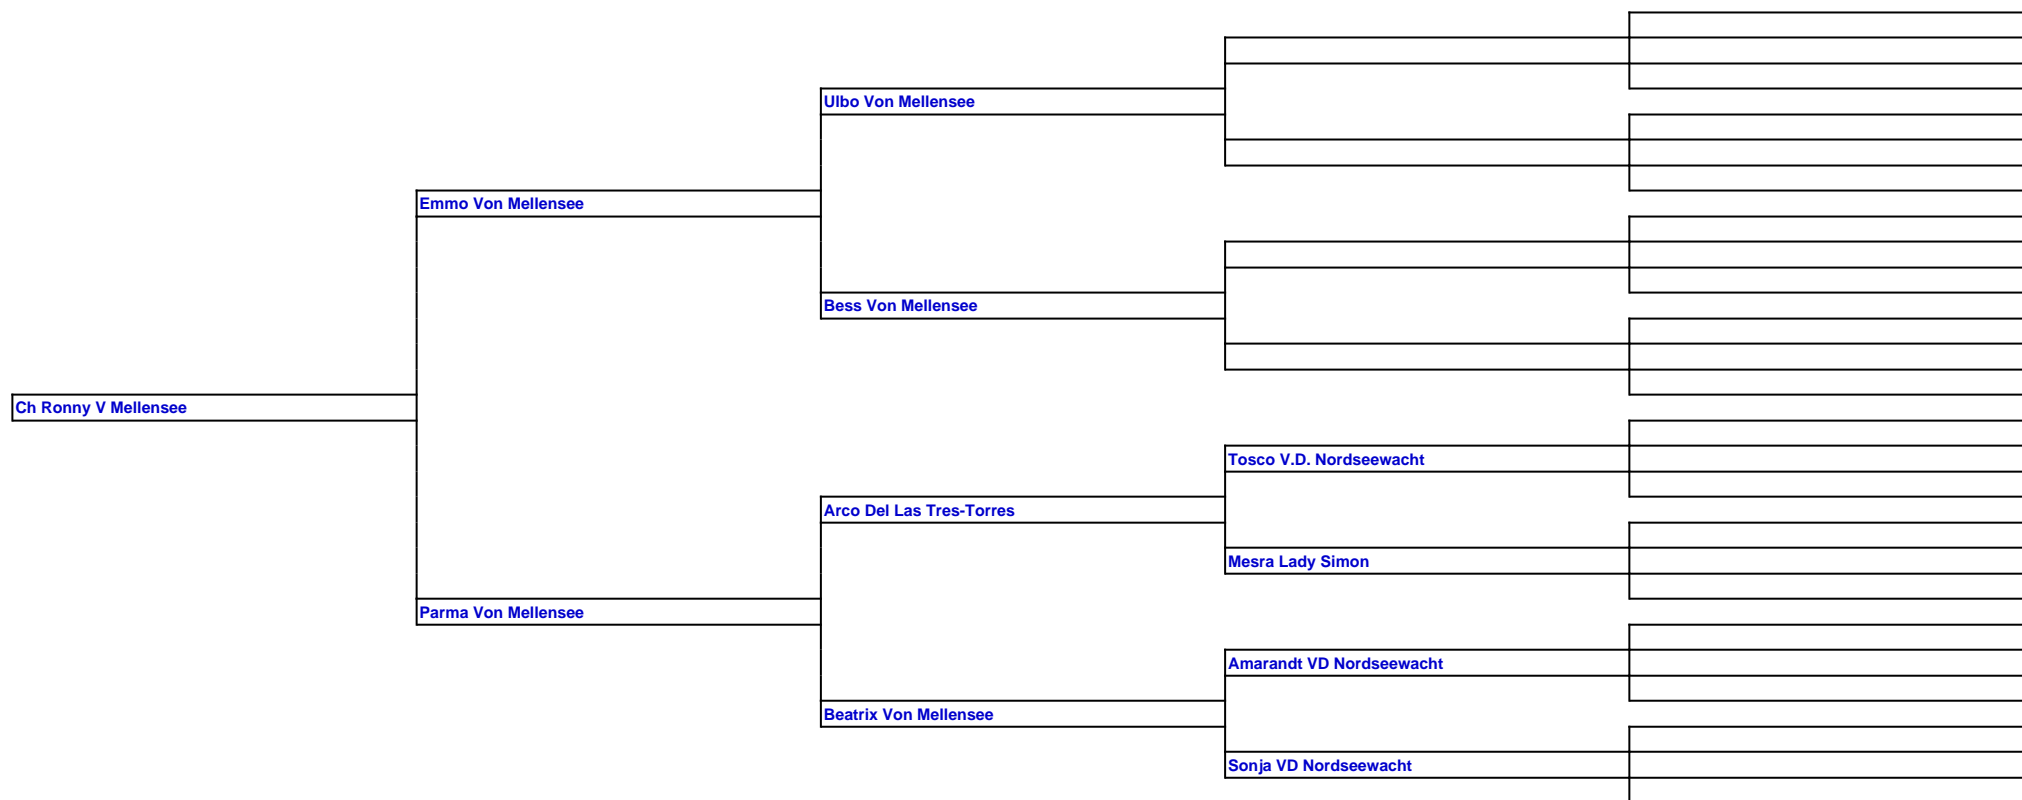 Ulbo Von Mellensee
Emmo Von Mellensee
Bess Von Mellensee
Ch Ronny V Mellensee
Tosco V.D. Nordseewacht
Arco Del Las Tres-Torres
Mesra Lady Simon
Parma Von Mellensee
Amarandt VD Nordseewacht
Beatrix Von Mellensee
Sonja VD Nordseewacht